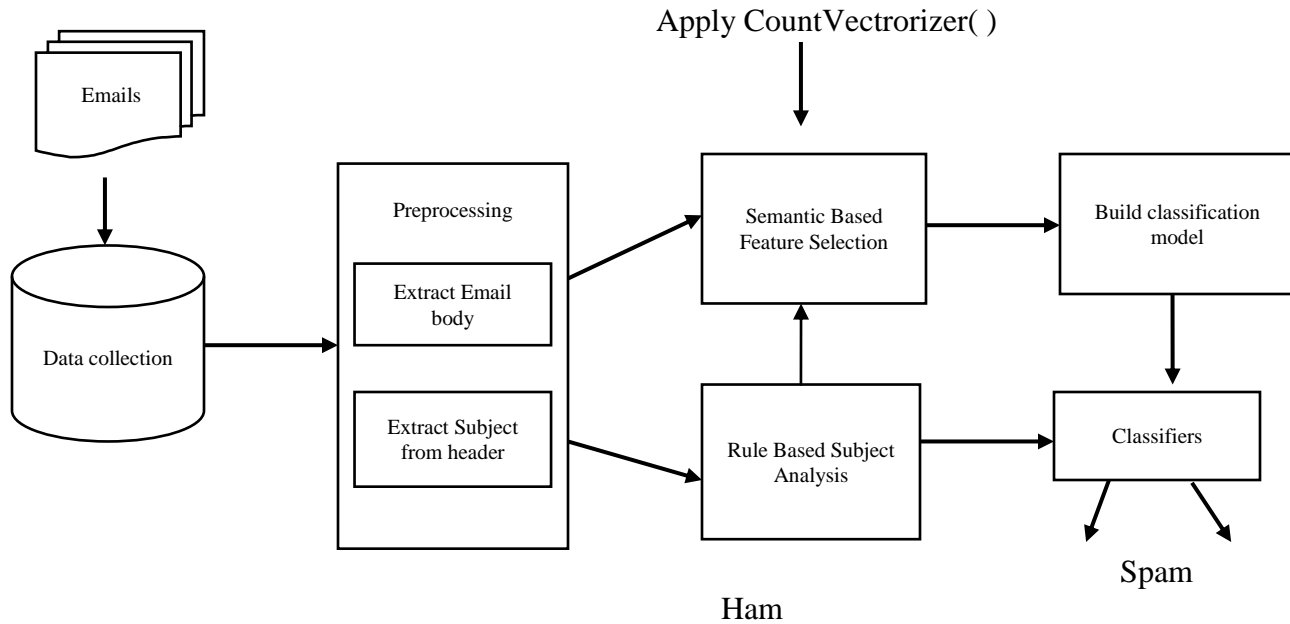 Apply CountVectrorizer( )
Emails
Preprocessing
Semantic Based
Feature Selection
Build classification
model
Extract Email
body
Data collection
Extract Subject
from header
Rule Based Subject
Analysis
Classifiers
Spam
Ham